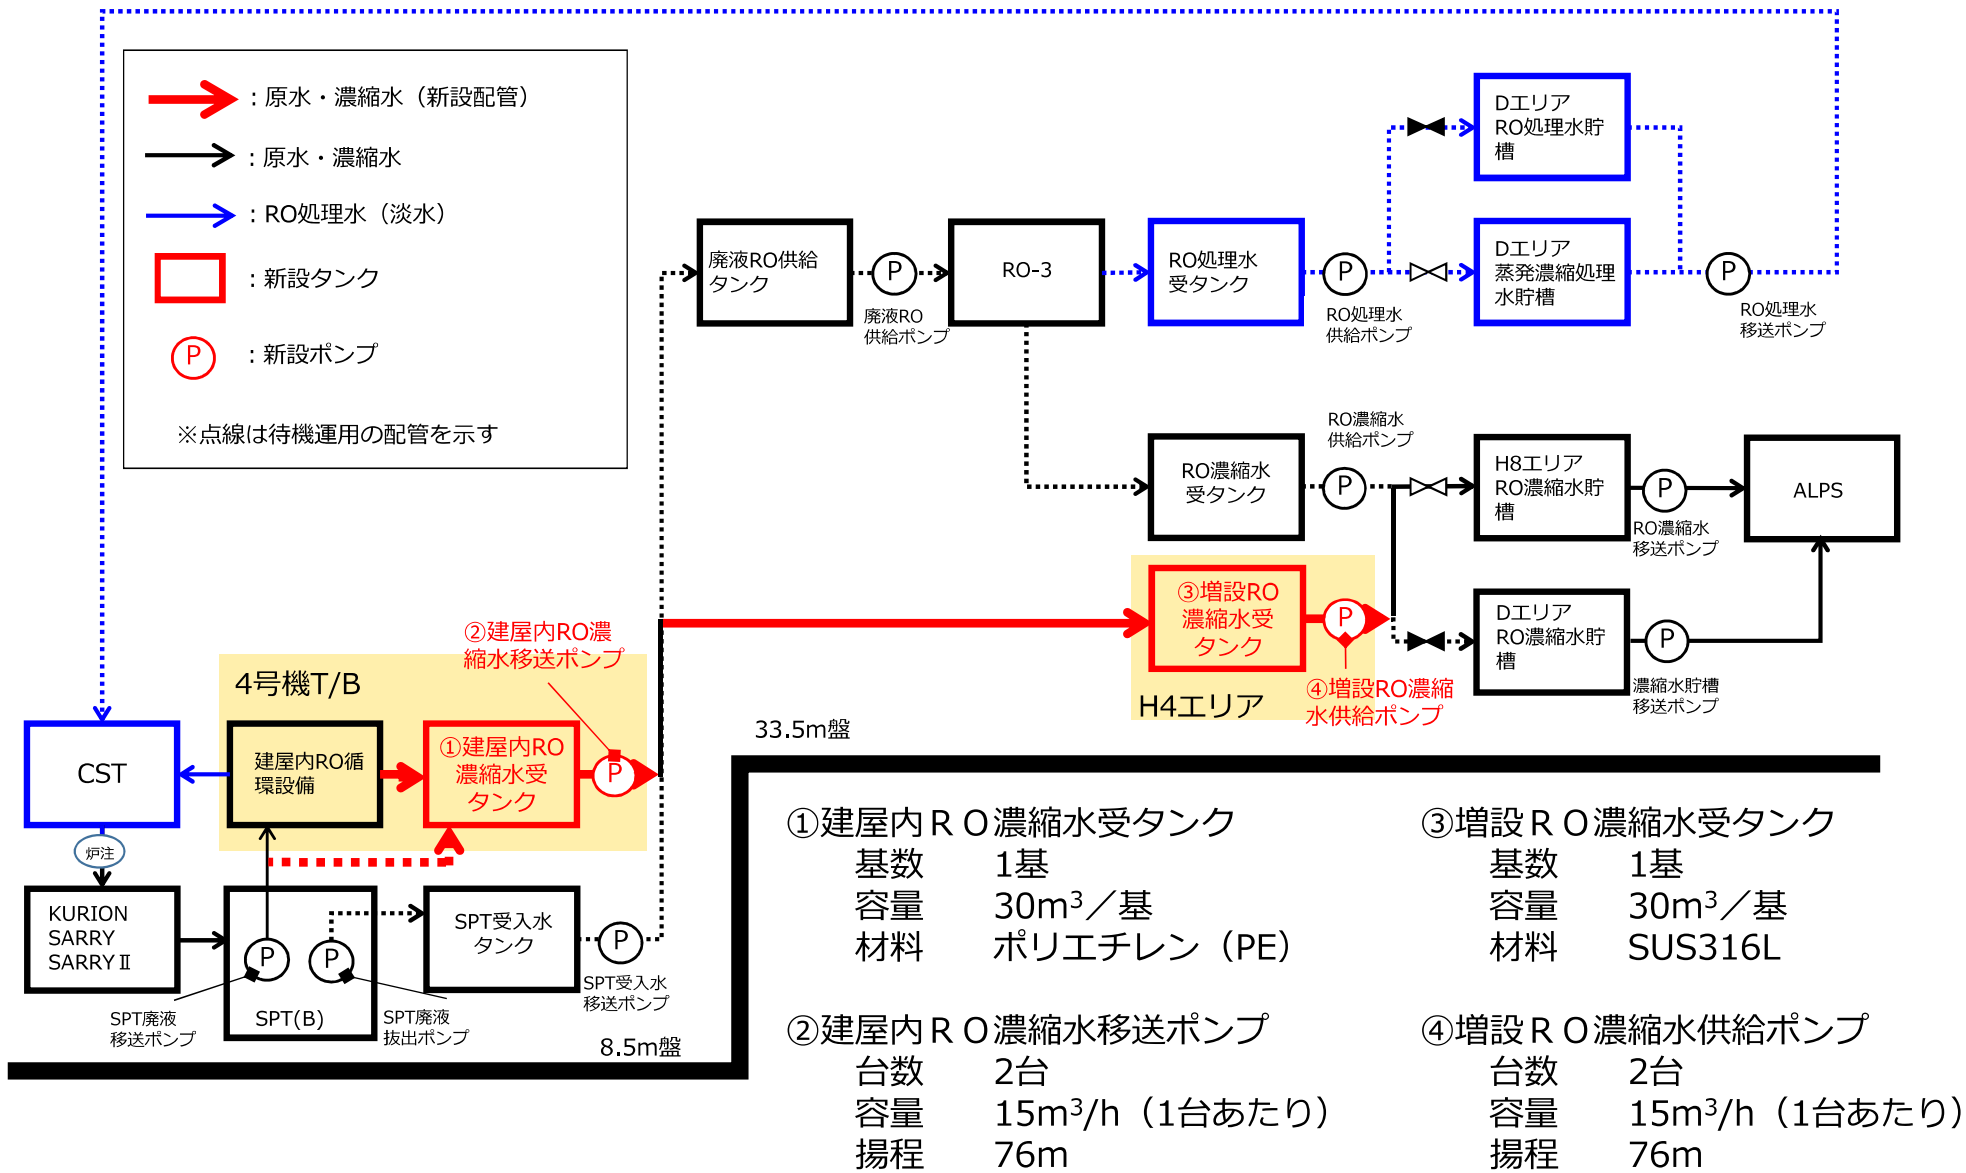 ：原水・濃縮水（新設配管）
：原水・濃縮水
：RO処理水（淡水）
：新設タンク
P
：新設ポンプ
※点線は待機運用の配管を示す
廃液RO供給
タンク
P
廃液RO
供給ポンプ
RO-3
RO処理水
受タンク
P
RO処理水
供給ポンプ
Dエリア
RO処理水貯
槽
Dエリア
蒸発濃縮処理
水貯槽
P
RO処理水
移送ポンプ
RO濃縮水
受タンク
RO濃縮水
供給ポンプ
P
H8エリア
RO濃縮水貯
槽
P
RO濃縮水
移送ポンプ
ALPS
③増設RO
濃縮水受
タンク
P
H4エリア
④増設RO濃縮
水供給ポンプ
Dエリア
RO濃縮水貯
槽
P
濃縮水貯槽
移送ポンプ
②建屋内RO濃
縮水移送ポンプ
4号機T/B
CST
建屋内RO循
環設備
①建屋内RO
濃縮水受
タンク
P
炉注
KURION
SARRY
SARRYⅡ
P
P
SPT(B)
SPT廃液
移送ポンプ
SPT廃液
抜出ポンプ
SPT受入水
タンク
P
SPT受入水
移送ポンプ
33.5m盤
8.5m盤
①建屋内ＲＯ濃縮水受タンク
基数　1基
容量　30m³／基
材料　ポリエチレン（PE）
②建屋内ＲＯ濃縮水移送ポンプ
台数　2台
容量　15m³/h（1台あたり）
揚程　76m
③増設ＲＯ濃縮水受タンク
基数　1基
容量　30m³／基
材料　SUS316L
④増設ＲＯ濃縮水供給ポンプ
台数　2台
容量　15m³/h（1台あたり）
揚程　76m